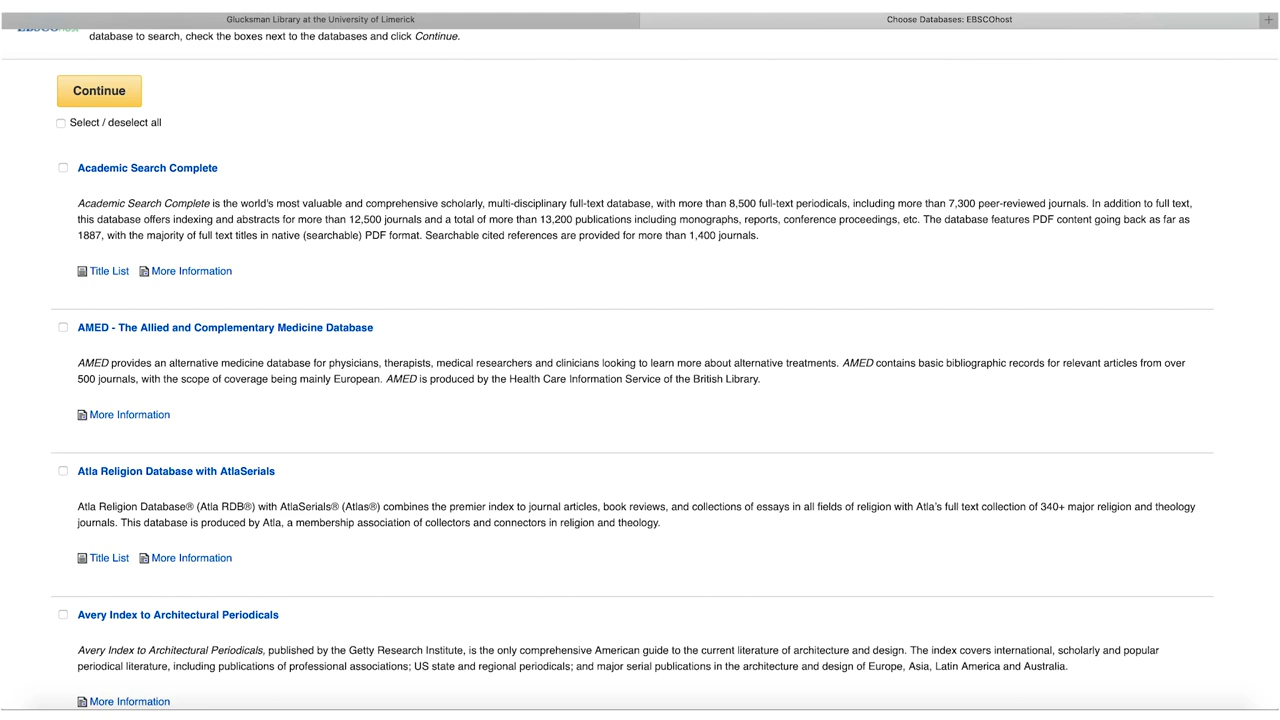 Glucksman Library at the University of Limerick
Choose Databases: EBSCOhost
database to search, check the boxes next to the databases and click Continue.
Continue
Select / deselect all
Academic Search Complete
Academic Search Complete is the world's most valuable and comprehensive scholarly, multi-disciplinary full-text database, with more than 8,500 full-text periodicals, including more than 7,300 peer-reviewed journals. In addition to full text,
this database offers indexing and abstracts for more than 12,500 journals and a total of more than 13,200 publications including monographs, reports, conference proceedings, etc. The database features PDF content going back as far as
1887, with the majority of full text titles in native (searchable) PDF format. Searchable cited references are provided for more than 1,400 journals.
Title List More Information
AMED - The Allied and Complementary Medicine Database
AMED provides an alternative medicine database for physicians, therapists, medical researchers and clinicians looking to learn more about alternative treatments. AMED contains basic bibliographic records for relevant articles from over
500 journals, with the scope of coverage being mainly European. AMED is produced by the Health Care Information Service of the British Library.
More Information
Atla Religion Database with AtlaSerials
Atla Religion Database® (Atla RDB®) with AtlaSerials® (Atlas®) combines the premier index to journal articles, book reviews, and collections of essays in all fields of religion with Atla's full text collection of 340+ major religion and theology
journals. This database is produced by Atla, a membership association of collectors and connectors in religion and theology.
Title List More Information
Avery Index to Architectural Periodicals
Avery Index to Architectural Periodicals, published by the Getty Research Institute, is the only comprehensive American guide to the current literature of architecture and design. The index covers international, scholarly and popular
periodical literature, including publications of professional associations; US state and regional periodicals; and major serial publications in the architecture and design of Europe, Asia, Latin America and Australia.
More Information